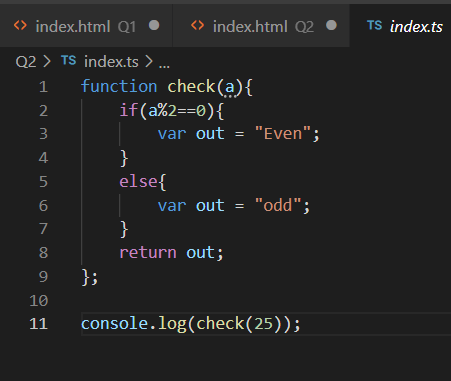 <> index.html Q1 ● <> index.html Q2 ● TS index.ts
Q2 > TS index.ts > ...
1 function check(a){
2 if(a%2==0){
3 var out = "Even";
4 }
5 else{
6 var out = "odd";
7 }
8 return out;
9 };
10
11 console.log(check(25));